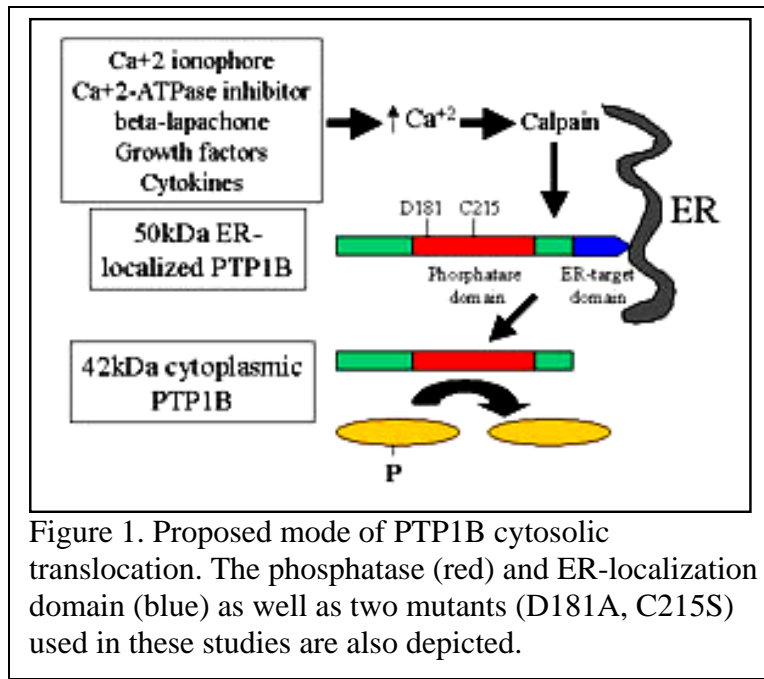 Ca+2 ionophore
Ca+2-ATPase inhibitor
beta-lapachone
Growth factors
Cytokines
↑ Ca+2
Calpain
ER
50kDa ER-
localized PTP1B
D181 C215
Phosphatase
domain
ER-target
domain
42kDa cytoplasmic
PTP1B
P
Figure 1. Proposed mode of PTP1B cytosolic
translocation. The phosphatase (red) and ER-localization
domain (blue) as well as two mutants (D181A, C215S)
used in these studies are also depicted.